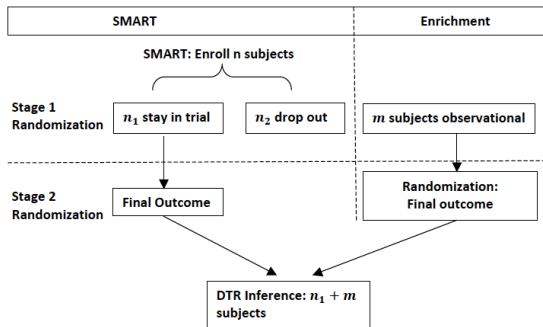 SMART
Enrichment
SMART: Enroll n subjects
Stage 1
Randomization
n₁ stay in trial
n₂ drop out
m subjects observational
Stage 2
Randomization
Final Outcome
Randomization:
Final outcome
DTR Inference: n₁ + m
subjects